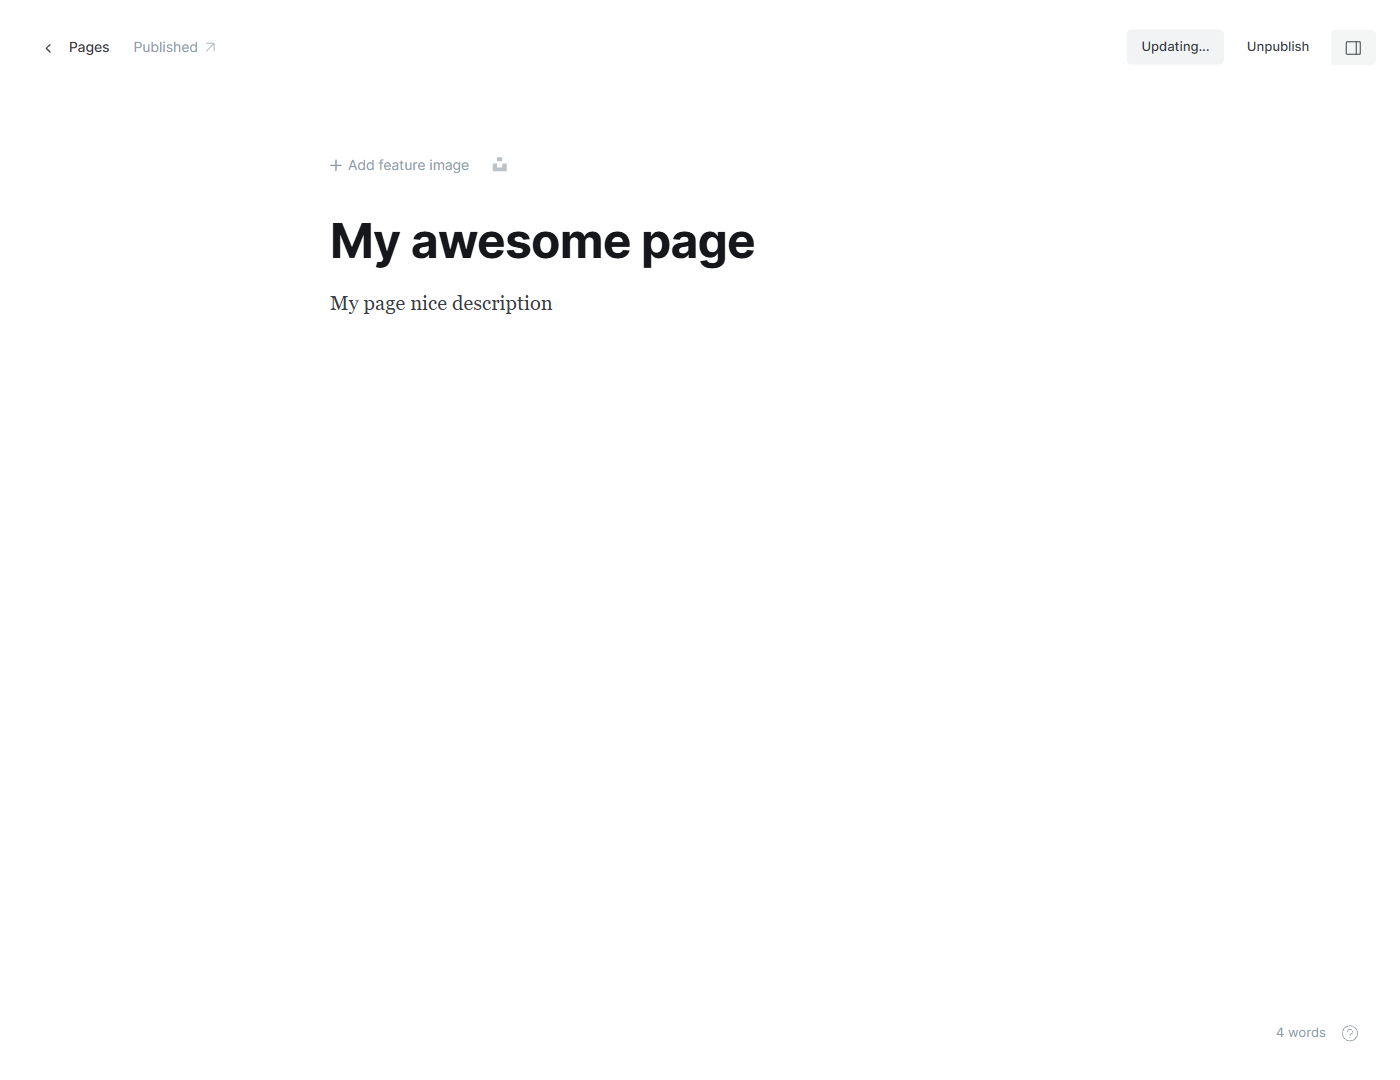 Pages Published Updating... Unpublish
Add feature image
My awesome page
My page nice description
4 words